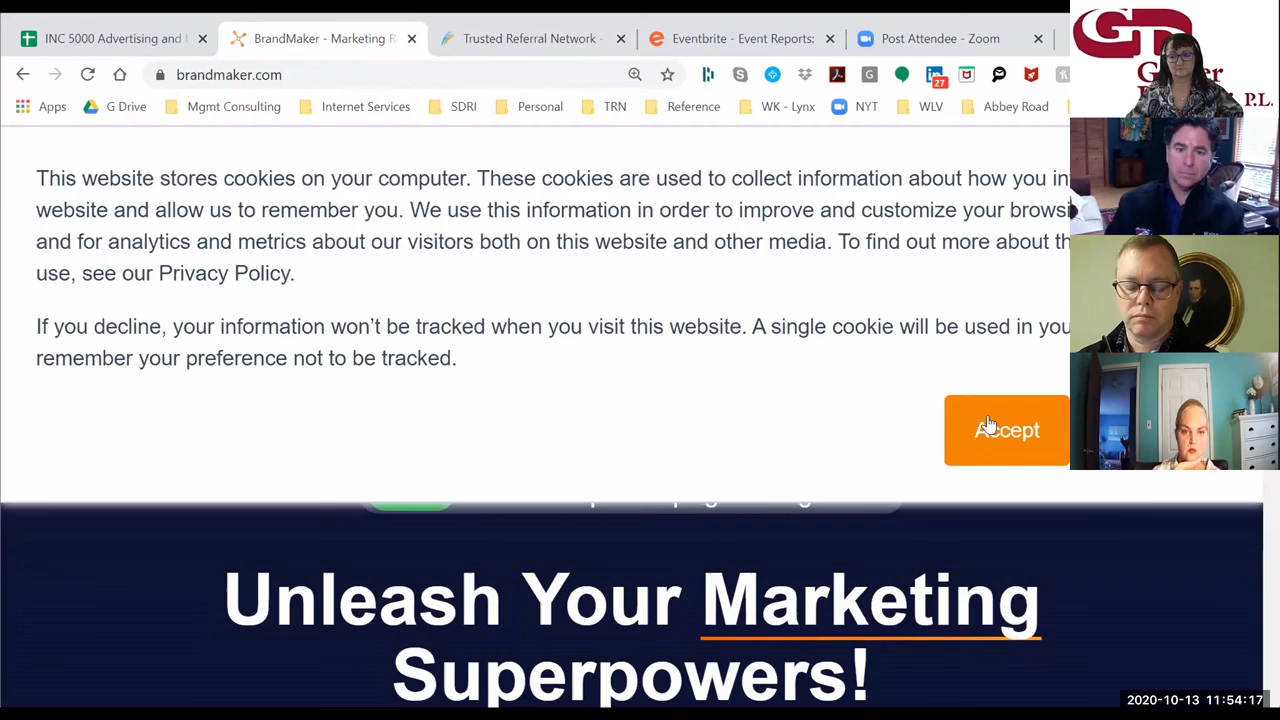 INC 5000 Advertising and
BrandMaker - Marketing R
Trusted Referral Network -
Eventbrite - Event Reports:
Post Attendee - Zoom
brandmaker.com
27
Apps
G Drive
Mgmt Consulting
Internet Services
SDRI
Personal
TRN
Reference
WK - Lynx
NYT
WLV
Abbey Road
This website stores cookies on your computer. These cookies are used to collect information about how you in
website and allow us to remember you. We use this information in order to improve and customize your browsi
and for analytics and metrics about our visitors both on this website and other media. To find out more about th
use, see our Privacy Policy.
If you decline, your information won’t be tracked when you visit this website. A single cookie will be used in you
remember your preference not to be tracked.
Accept
Unleash Your Marketing
Superpowers!
P.L.
2020-10-13 11:54:17